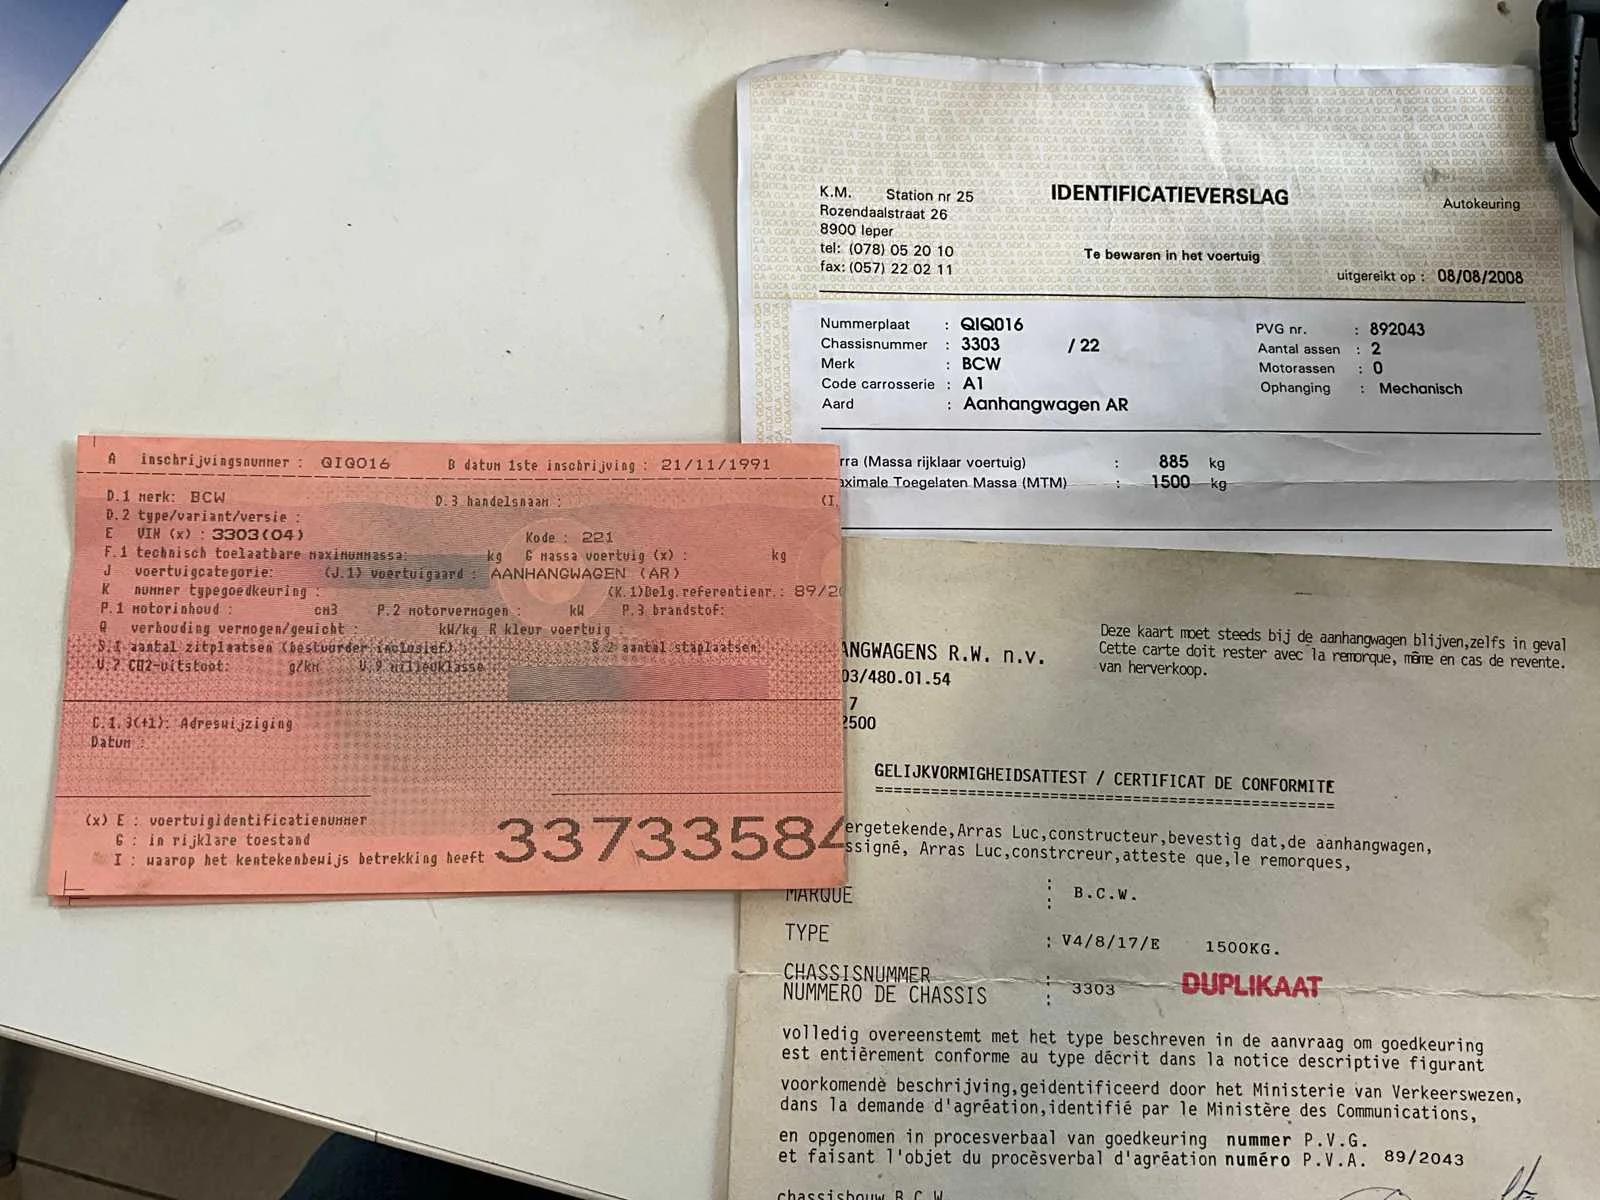 K.M. Station nr 25
Rozendaalstraat 26
8900 Ieper
tel: (078) 05 20 10
fax: (057) 22 02 11
IDENTIFICATIEVERSLAG
Te bewaren in het voertuig
Autokeuring
uitgereikt op : 08/08/2008
Nummerplaat : QIQ016
Chassisnummer : 3303 / 22
Merk : BCW
Code carrosserie : A1
Aard : Aanhangwagen AR
PVG nr. : 892043
Aantal assen : 2
Motorassen : 0
Ophanging : Mechanisch
rra (Massa rijklaar voertuig) : 885 kg
aximale Toegelaten Massa (MTM) : 1500 kg
A inschrijvingsnummer : QIQ016 B datum 1ste inschrijving : 21/11/1991
D.1 merk: BCW D.3 handelsnaam : (I.
D.2 type/variant/versie :
E VIN (x) : 3303(04) Kode : 221
F.1 technisch toelaatbare maximummassa: kg G massa voertuig (x) : kg
J voertuigcategorie: (J.1) voertuigaard : AANHANGWAGEN (AR)
K nummer typegoedkeuring : (K.1)Belg.referentienr.: 89/20
P.1 motorinhoud : cm3 P.2 motorvermogen : kW P.3 brandstof:
Q verhouding vermogen/gewicht : kW/kg R kleur voertuig :
S.1 aantal zitplaatsen (bestuurder inclusief) S.2 aantal staplaatsen:
V.7 CO2-uitstoot: g/km V.9 milieuklasse
C.1.3(+1): Adreswijziging
Datum :
(x) E : voertuigidentificatienummer
G : in rijklare toestand
I : waarop het kentekenbewijs betrekking heeft
33733584
ANGWAGENS R.W. n.v.
03/480.01.54
7
2500
Deze kaart moet steeds bij de aanhangwagen blijven,zelfs in geval
Cette carte doit rester avec la remorque, même en cas de revente.
van herverkoop.
GELIJKVORMIGHEIDSATTEST / CERTIFICAT DE CONFORMITE
ergetekende,Arras Luc,constructeur,bevestig dat,de aanhangwagen,
ssigné, Arras Luc,constrcreur,atteste que,le remorques,
MARQUE : B.C.W.
TYPE : V4/8/17/E 1500KG.
CHASSISNUMMER
NUMMERO DE CHASSIS : 3303
DUPLIKAAT
volledig overeenstemt met het type beschreven in de aanvraag om goedkeuring
est entièrement conforme au type décrit dans la notice descriptive figurant
voorkomende beschrijving,geidentificeerd door het Ministerie van Verkeerswezen,
dans la demande d'agréation,identifié par le Ministère des Communications,
en opgenomen in procesverbaal van goedkeuring nummer P.V.G.
et faisant l'objet du procèsverbal d'agréation numéro P.V.A. 89/2043
chassisbouw B.C.W.